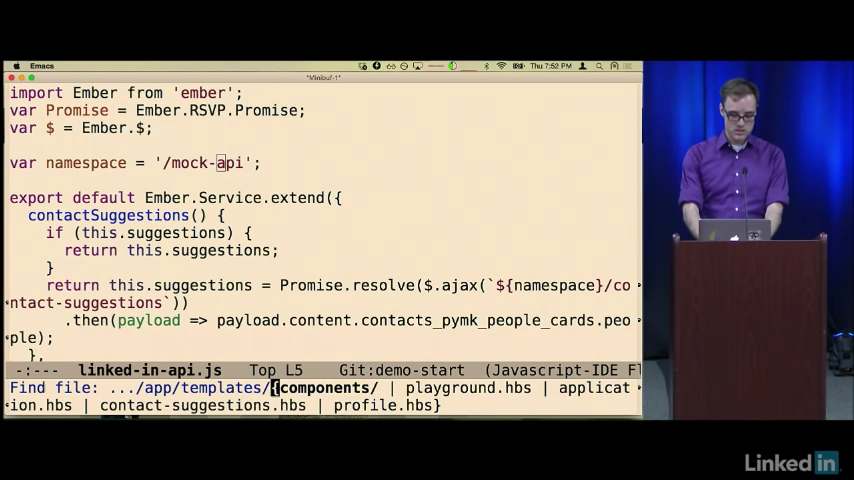 Emacs
Thu 7:52 PM
*Minibuf-1*
import Ember from 'ember';
var Promise = Ember.RSVP.Promise;
var $ = Ember.$;
var namespace = '/mock-api';
export default Ember.Service.extend({
contactSuggestions() {
if (this.suggestions) {
return this.suggestions;
}
return this.suggestions = Promise.resolve($.ajax(`${namespace}/co
ntact-suggestions`))
.then(payload => payload.content.contacts_pymk_people_cards.peo
ple);
},
-:--- linked-in-api.js Top L5 Git:demo-start (Javascript-IDE Fl
Find file: .../app/templates/{components/ | playground.hbs | applicat
ion.hbs | contact-suggestions.hbs | profile.hbs}
LinkedIn